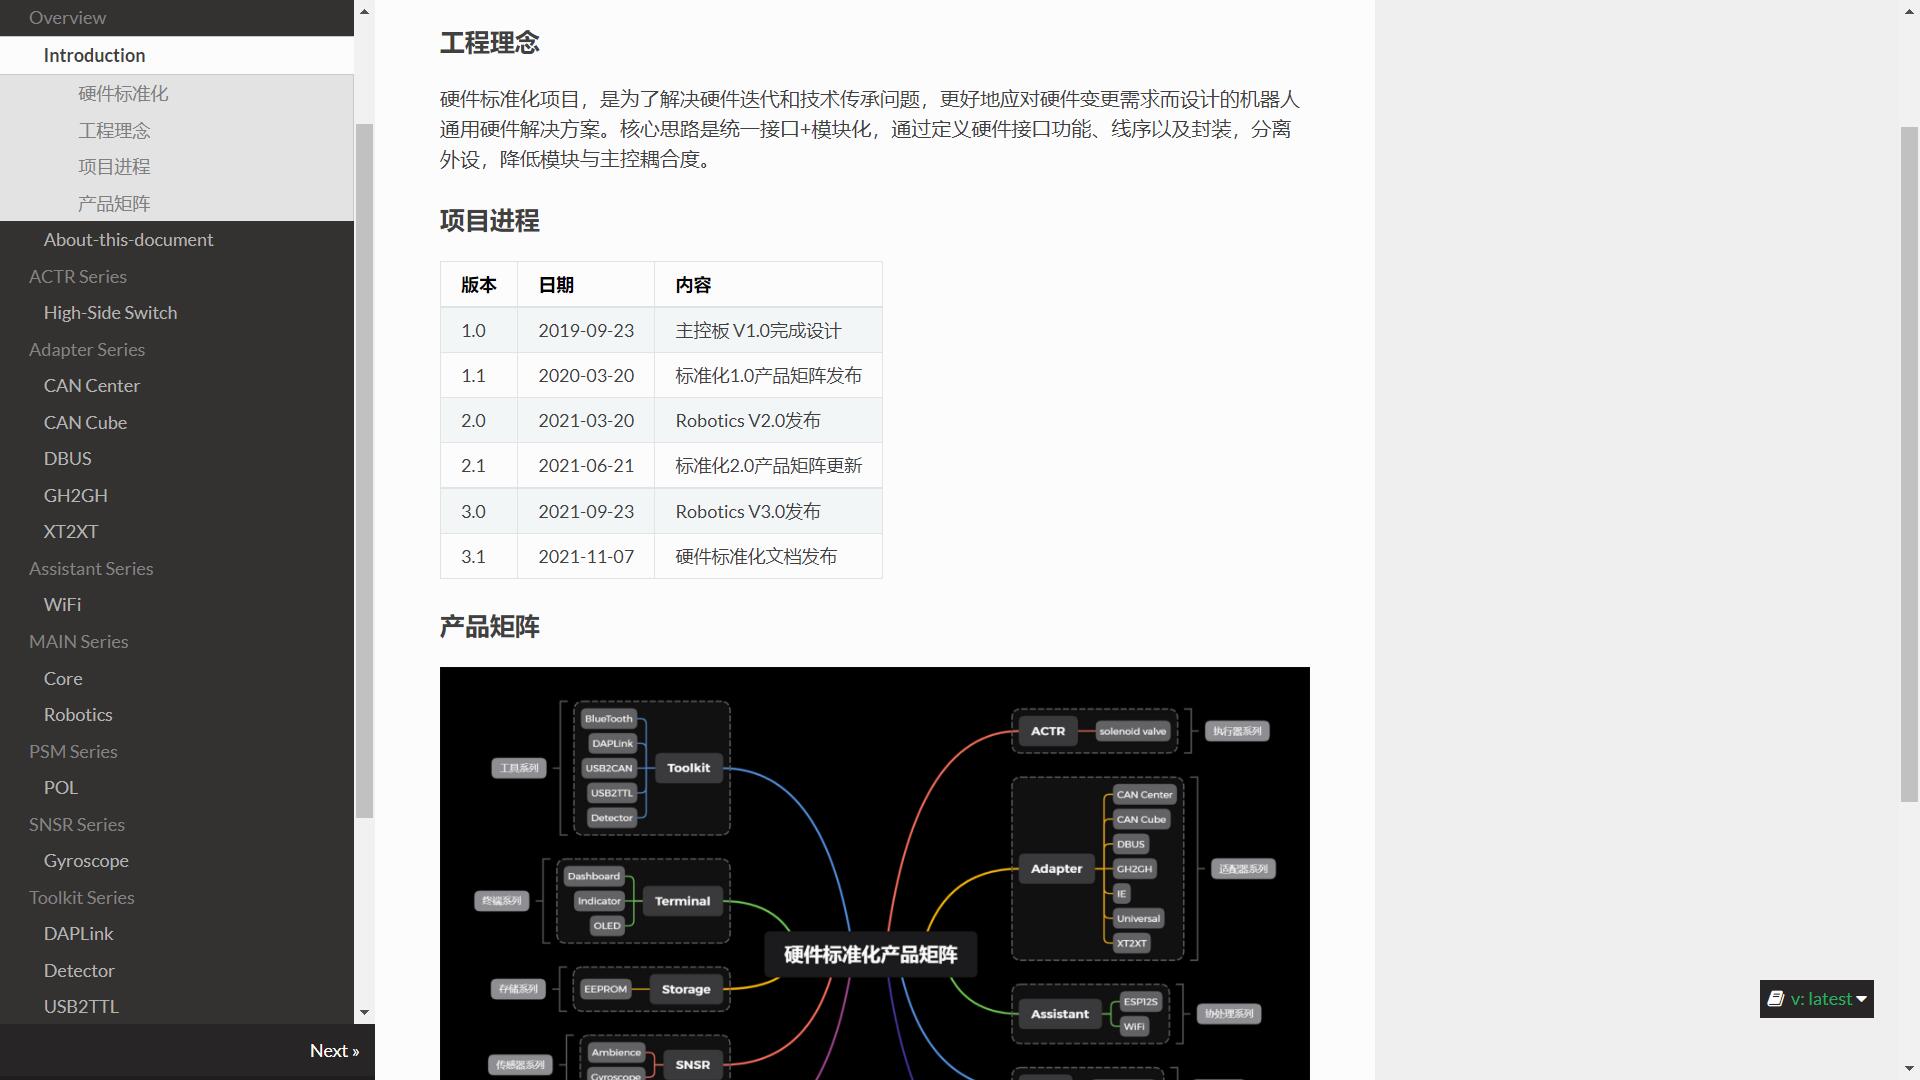 Overview
Introduction
硬件标准化
工程理念
项目进程
产品矩阵
About-this-document
ACTR Series
High-Side Switch
Adapter Series
CAN Center
CAN Cube
DBUS
GH2GH
XT2XT
Assistant Series
WiFi
MAIN Series
Core
Robotics
PSM Series
POL
SNSR Series
Gyroscope
Toolkit Series
DAPLink
Detector
USB2TTL
Next »
工程理念
硬件标准化项目，是为了解决硬件迭代和技术传承问题，更好地应对硬件变更需求而设计的机器人
通用硬件解决方案。核心思路是统一接口+模块化，通过定义硬件接口功能、线序以及封装，分离
外设，降低模块与主控耦合度。
项目进程
版本 日期 内容
1.0 2019-09-23 主控板 V1.0完成设计
1.1 2020-03-20 标准化1.0产品矩阵发布
2.0 2021-03-20 Robotics V2.0发布
2.1 2021-06-21 标准化2.0产品矩阵更新
3.0 2021-09-23 Robotics V3.0发布
3.1 2021-11-07 硬件标准化文档发布
产品矩阵
工具系列
BlueTooth
DAPLink
USB2CAN
USB2TTL
Detector
Toolkit
终端系列
Dashboard
Indicator
OLED
Terminal
存储系列
EEPROM
Storage
传感器系列
Ambience
Gyroscope
SNSR
硬件标准化产品矩阵
ACTR
solenoid valve
执行器系列
Adapter
CAN Center
CAN Cube
DBUS
GH2GH
IE
Universal
XT2XT
适配器系列
Assistant
ESP12S
WiFi
协处理系列
v: latest